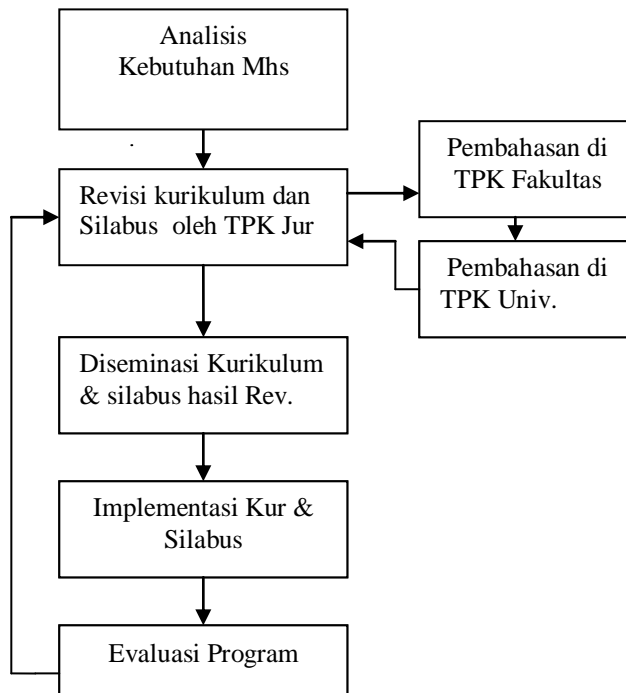 Analisis
Kebutuhan Mhs
Pembahasan di
TPK Fakultas
Revisi kurikulum dan
Silabus oleh TPK Jur
Pembahasan di
TPK Univ.
Diseminasi Kurikulum
& silabus hasil Rev.
Implementasi Kur &
Silabus
Evaluasi Program